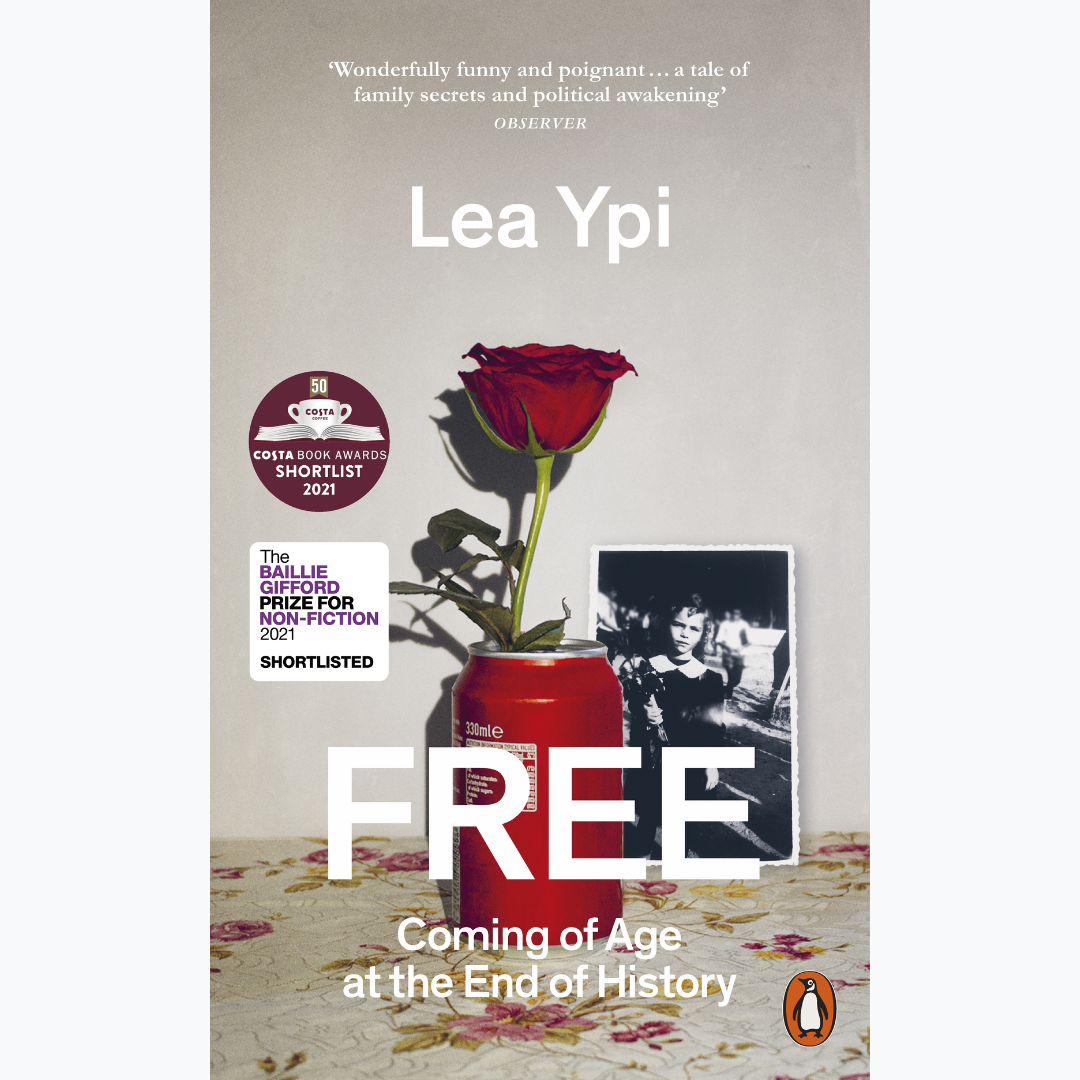 ‘Wonderfully funny and poignant… a tale of
family secrets and political awakening’
OBSERVER
Lea Ypi
50
COSTA
COFFEE
COSTA BOOK AWARDS
SHORTLIST
2021
The
BAILLIE
GIFFORD
PRIZE FOR
NON-FICTION
2021
SHORTLISTED
330mle
FREE
Coming of Age
at the End of History